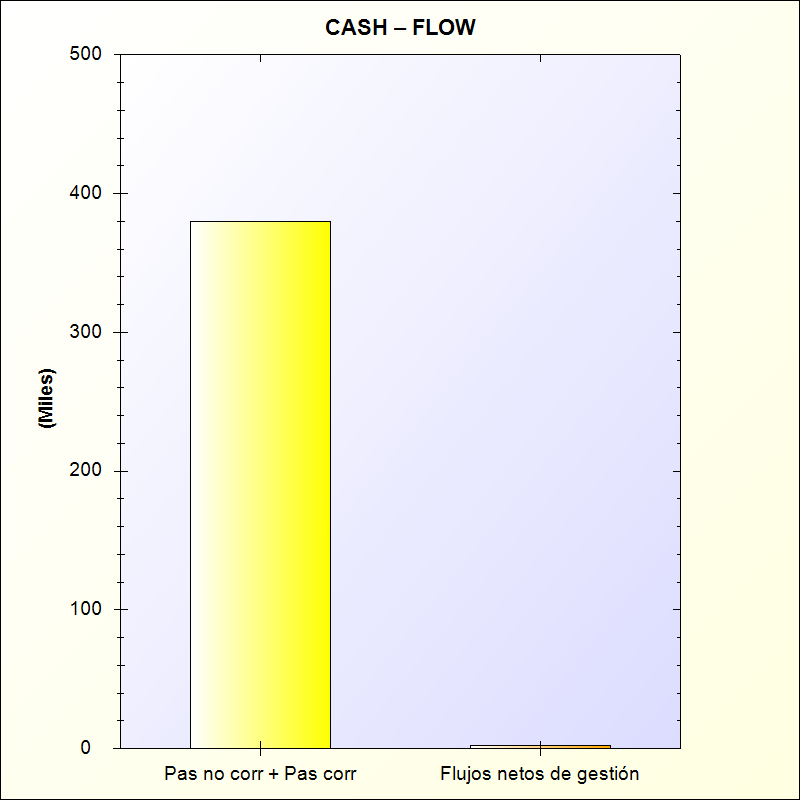 CASH – FLOW
500
400
300
200
100
0
(Miles)
Pas no corr + Pas corr
Flujos netos de gestión